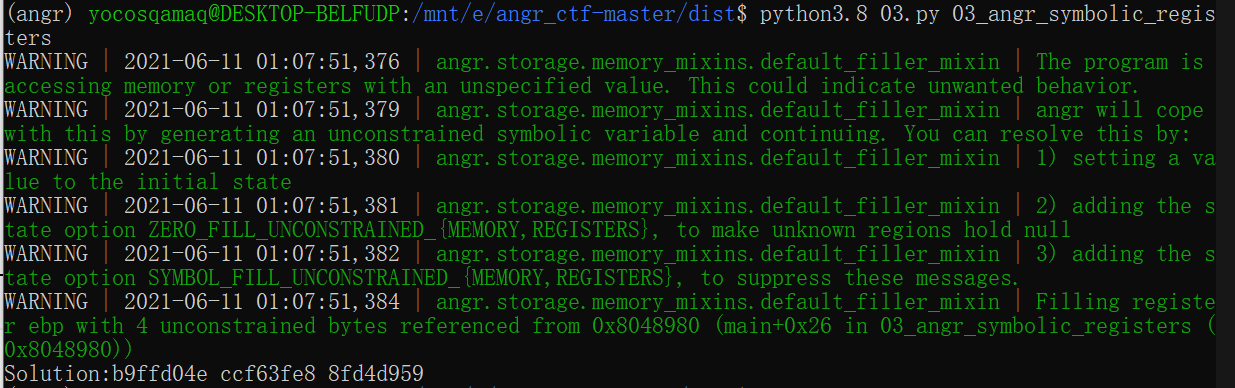 (angr) yocosqamaq@DESKTOP-BELFUDP:/mnt/e/angr_ctf-master/dist$ python3.8 03.py 03_angr_symbolic_regis
ters
WARNING | 2021-06-11 01:07:51,376 | angr.storage.memory_mixins.default_filler_mixin | The program is
accessing memory or registers with an unspecified value. This could indicate unwanted behavior.
WARNING | 2021-06-11 01:07:51,379 | angr.storage.memory_mixins.default_filler_mixin | angr will cope
with this by generating an unconstrained symbolic variable and continuing. You can resolve this by:
WARNING | 2021-06-11 01:07:51,380 | angr.storage.memory_mixins.default_filler_mixin | 1) setting a va
lue to the initial state
WARNING | 2021-06-11 01:07:51,381 | angr.storage.memory_mixins.default_filler_mixin | 2) adding the s
tate option ZERO_FILL_UNCONSTRAINED_{MEMORY,REGISTERS}, to make unknown regions hold null
WARNING | 2021-06-11 01:07:51,382 | angr.storage.memory_mixins.default_filler_mixin | 3) adding the s
tate option SYMBOL_FILL_UNCONSTRAINED_{MEMORY,REGISTERS}, to suppress these messages.
WARNING | 2021-06-11 01:07:51,384 | angr.storage.memory_mixins.default_filler_mixin | Filling registe
r ebp with 4 unconstrained bytes referenced from 0x8048980 (main+0x26 in 03_angr_symbolic_registers (
0x8048980))
Solution:b9ffd04e ccf63fe8 8fd4d959